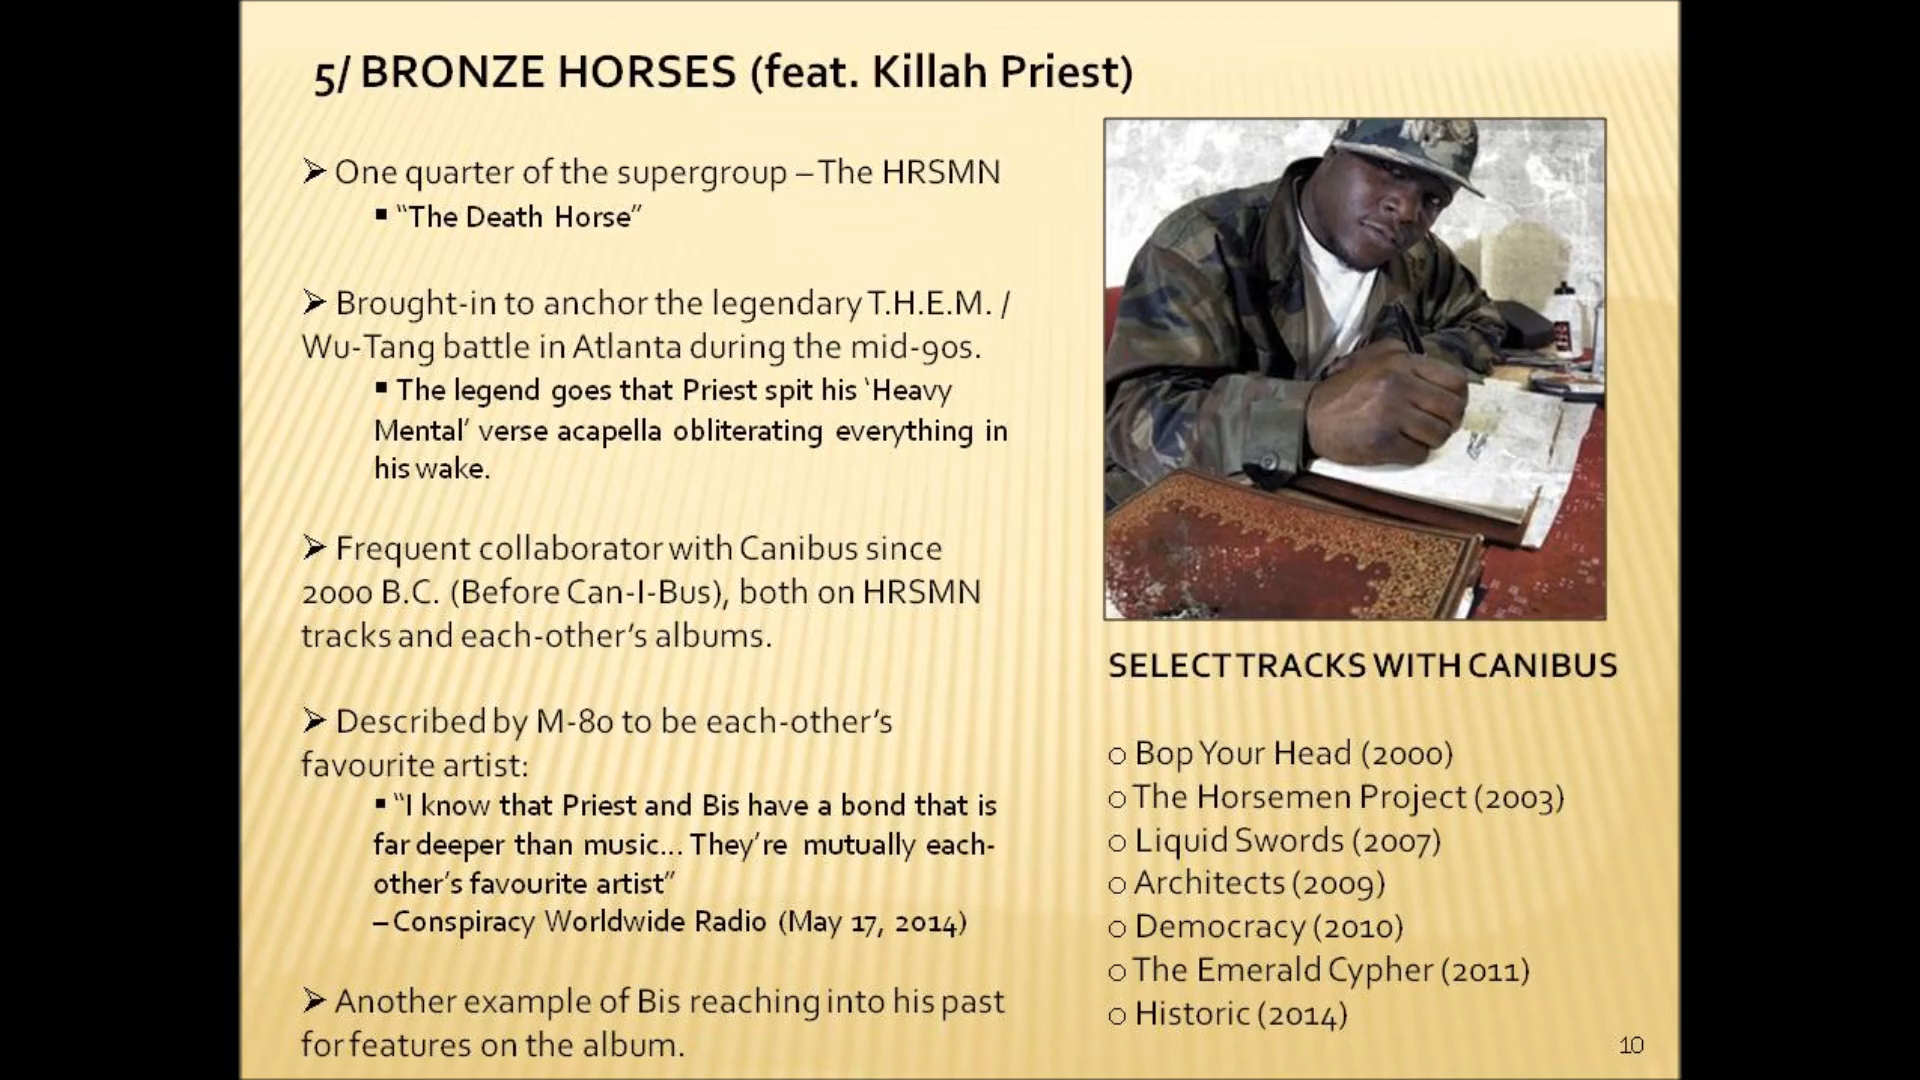 5/ BRONZE HORSES (feat. Killah Priest)
➢ One quarter of the supergroup – The HRSMN
▪ “The Death Horse”
➢ Brought-in to anchor the legendary T.H.E.M. /
Wu-Tang battle in Atlanta during the mid-90s.
▪ The legend goes that Priest spit his ‘Heavy
Mental’ verse acapella obliterating everything in
his wake.
➢ Frequent collaborator with Canibus since
2000 B.C. (Before Can-I-Bus), both on HRSMN
tracks and each-other’s albums.
➢ Described by M-80 to be each-other’s
favourite artist:
▪ “I know that Priest and Bis have a bond that is
far deeper than music... They’re mutually each-
other’s favourite artist”
– Conspiracy Worldwide Radio (May 17, 2014)
➢ Another example of Bis reaching into his past
for features on the album.
SELECT TRACKS WITH CANIBUS
o Bop Your Head (2000)
o The Horsemen Project (2003)
o Liquid Swords (2007)
o Architects (2009)
o Democracy (2010)
o The Emerald Cypher (2011)
o Historic (2014)
10